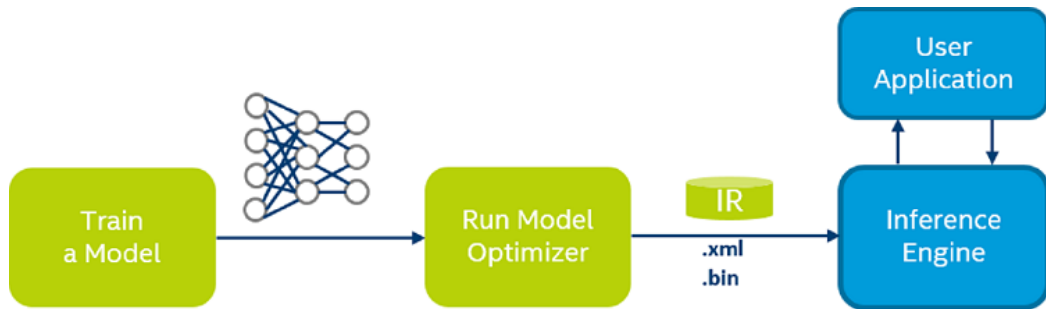 Train
a Model
Run Model
Optimizer
IR
.xml
.bin
User
Application
Inference
Engine